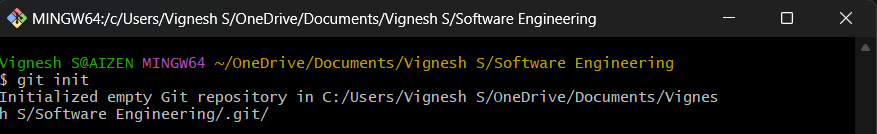 MINGW64:/c/Users/Vignesh S/OneDrive/Documents/Vignesh S/Software Engineering
Vignesh S@AIZEN MINGW64 ~/OneDrive/Documents/Vignesh S/Software Engineering
$ git init
Initialized empty Git repository in C:/Users/Vignesh S/OneDrive/Documents/Vignes
h S/Software Engineering/.git/